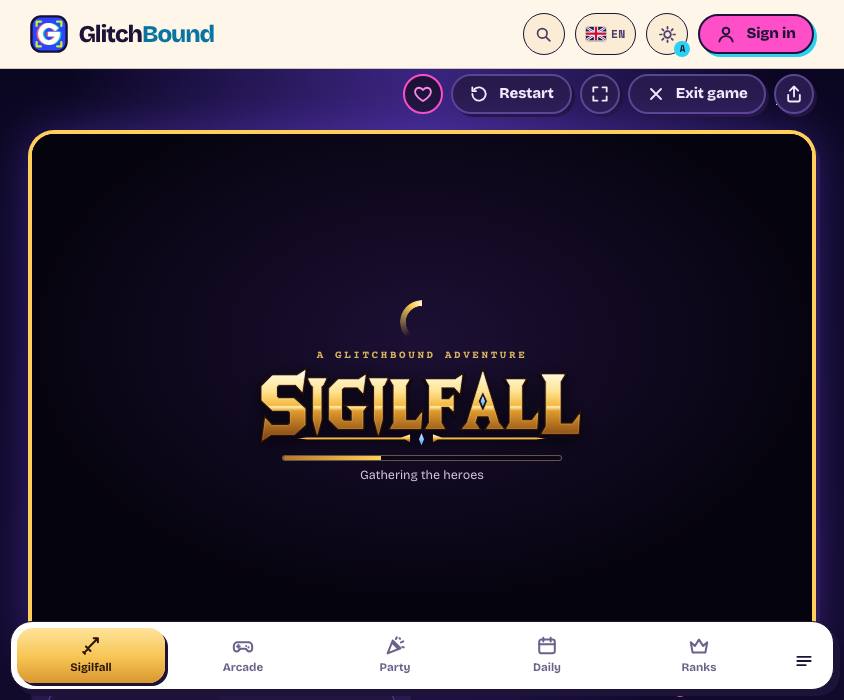 GlitchBound
EN
A
Sign in
Restart
Exit game
A GLITCHBOUND ADVENTURE
SIGILFALL
Gathering the heroes
Sigilfall
Arcade
Party
Daily
Ranks